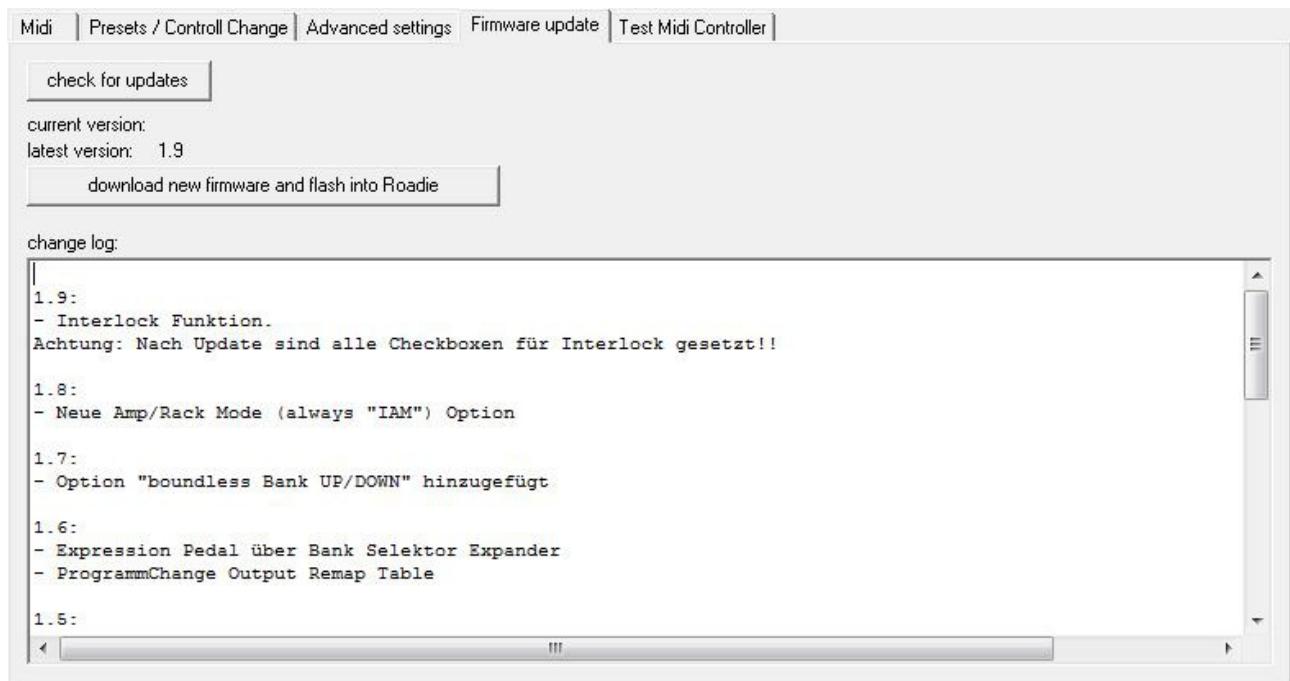 Midi Presets / Controll Change Advanced settings Firmware update Test Midi Controller
check for updates
current version:
latest version: 1.9
download new firmware and flash into Roadie
change log:
1.9:
- Interlock Funktion.
Achtung: Nach Update sind alle Checkboxen für Interlock gesetzt!!
1.8:
- Neue Amp/Rack Mode (always "IAM") Option
1.7:
- Option "boundless Bank UP/DOWN" hinzugefügt
1.6:
- Expression Pedal über Bank Selektor Expander
- ProgrammChange Output Remap Table
1.5: